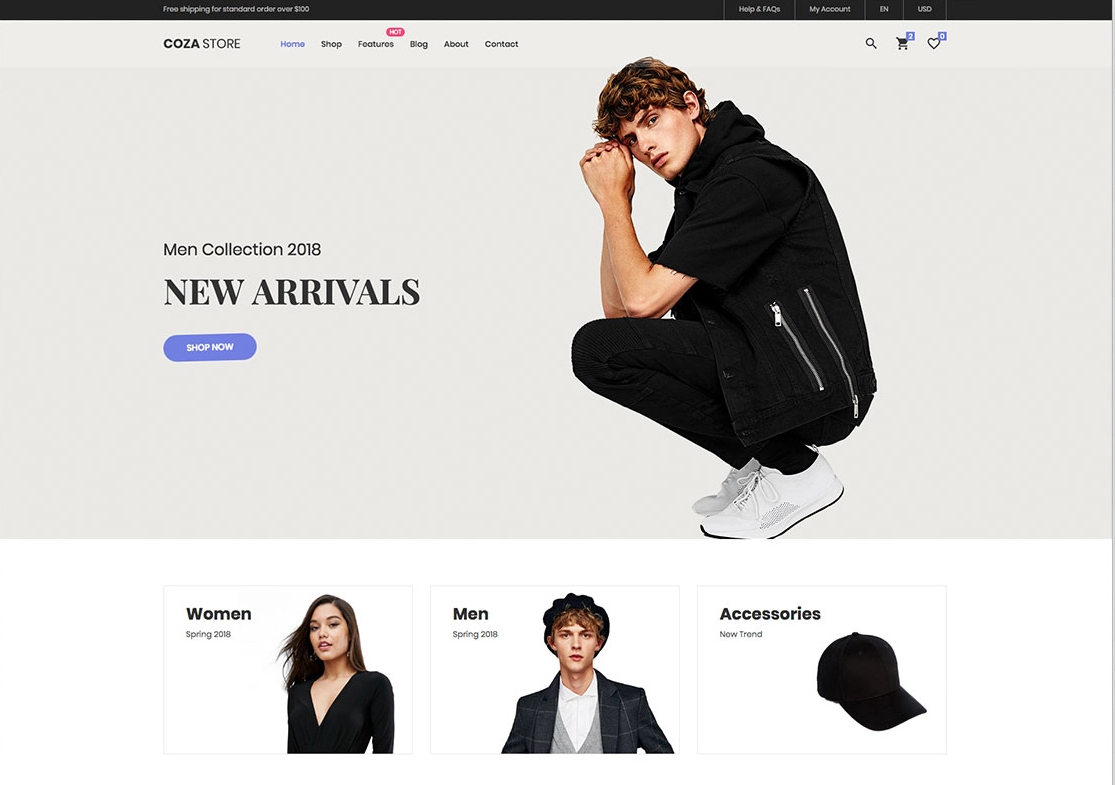 Free shipping for standard order over $100
Help & FAQs
My Account
EN
USD
COZA STORE
Home
Shop
Features
HOT
Blog
About
Contact
2
0
Men Collection 2018
NEW ARRIVALS
SHOP NOW
Women
Spring 2018
Men
Spring 2018
Accessories
New Trend